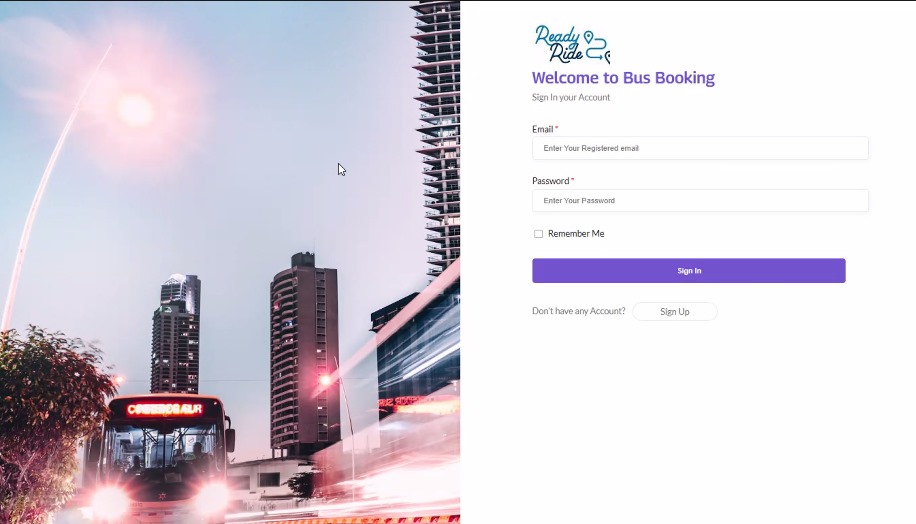 Ready
Ride
Welcome to Bus Booking
Sign In your Account
Email *
Enter Your Registered email
Password *
Enter Your Password
Remember Me
Sign In
Don't have any Account? Sign Up